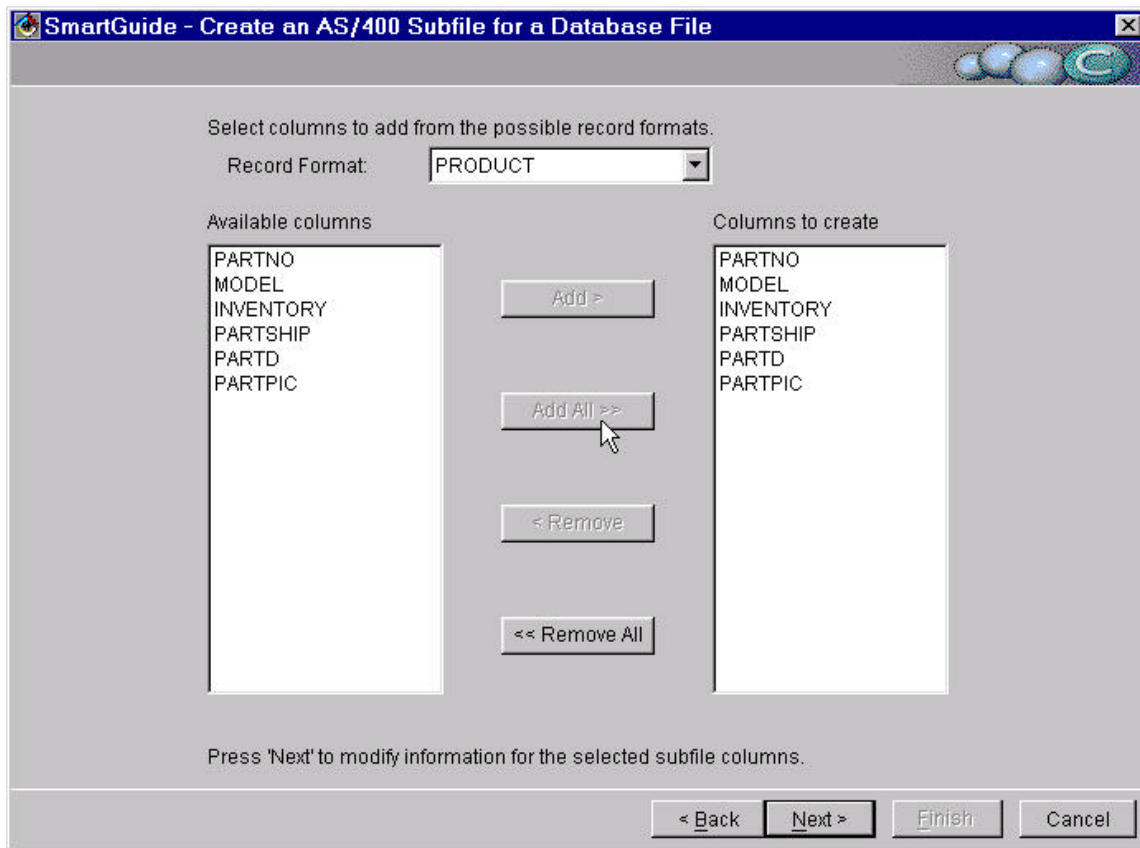 SmartGuide - Create an AS/400 Subfile for a Database File
Select columns to add from the possible record formats.
Record Format: PRODUCT
Available columns
PARTNO
MODEL
INVENTORY
PARTSHIP
PARTD
PARTPIC
Add >
Add All >>
< Remove
<< Remove All
Columns to create
PARTNO
MODEL
INVENTORY
PARTSHIP
PARTD
PARTPIC
Press 'Next' to modify information for the selected subfile columns.
< Back Next > Finish Cancel